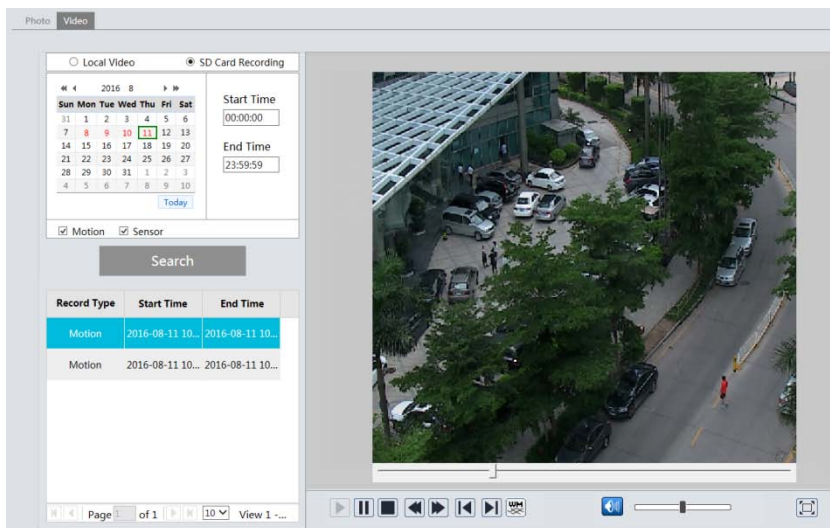 Photo Video
Local Video SD Card Recording
2016 8
Sun Mon Tue Wed Thu Fri Sat
31 1 2 3 4 5 6
7 8 9 10 11 12 13
14 15 16 17 18 19 20
21 22 23 24 25 26 27
28 29 30 31 1 2 3
4 5 6 7 8 9 10
Today
Start Time
00:00:00
End Time
23:59:59
Motion Sensor
Search
Record Type Start Time End Time
Motion 2016-08-11 10... 2016-08-11 10...
Motion 2016-08-11 10... 2016-08-11 10...
Page 1 of 1 10 View 1 -...
WM